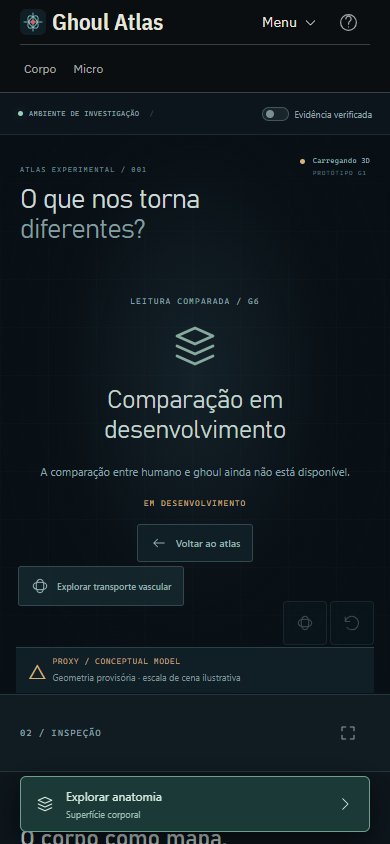 Ghoul Atlas
Menu
Corpo
Micro
AMBIENTE DE INVESTIGAÇÃO /
Evidência verificada
ATLAS EXPERIMENTAL / 001
Carregando 3D
PROTÓTIPO G1
O que nos torna
diferentes?
LEITURA COMPARADA / G6
Comparação em
desenvolvimento
A comparação entre humano e ghoul ainda não está disponível.
EM DESENVOLVIMENTO
Voltar ao atlas
Explorar transporte vascular
PROXY / CONCEPTUAL MODEL
Geometria provisória · escala de cena ilustrativa
02 / INSPEÇÃO
Explorar anatomia
Superfície corporal
O corpo como mapa.